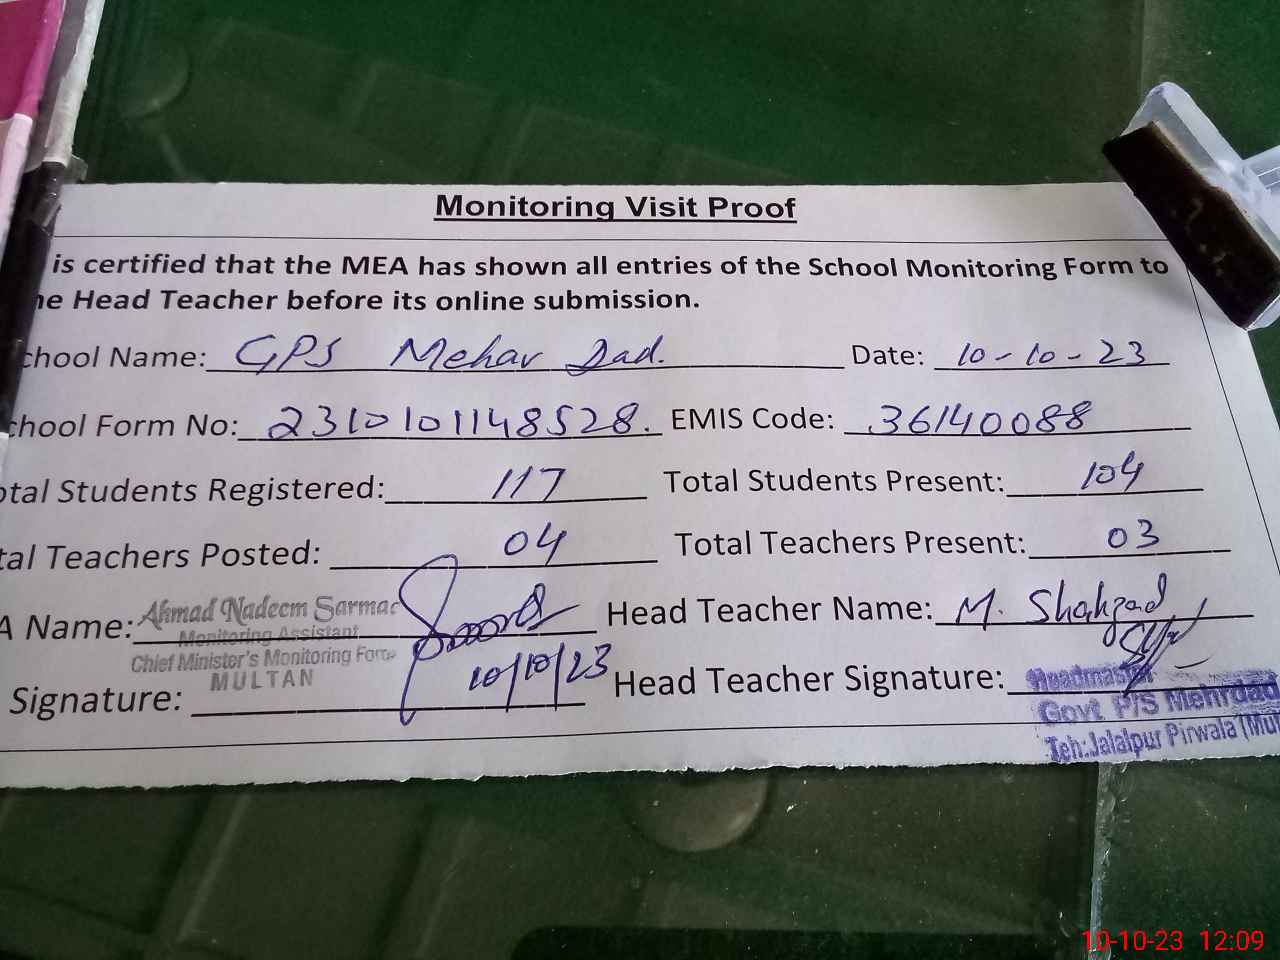 Monitoring Visit Proof
is certified that the MEA has shown all entries of the School Monitoring Form to
he Head Teacher before its online submission.
chool Name: GPS Mehar Dad. Date: 10-10-23
chool Form No: 2310101148528. EMIS Code: 36140088
otal Students Registered: 117 Total Students Present: 104
tal Teachers Posted: 04 Total Teachers Present: 03
A Name: Ahmad Nadeem Sarmad Head Teacher Name: M. Shahzad
Monitoring Assistant
Chief Minister's Monitoring Force
MULTAN
Signature: 10/10/23 Head Teacher Signature:
Headmaster
Govt P/S Mehrdad
Teh: Jalalpur Pirwala (Mul
10-10-23 12:09